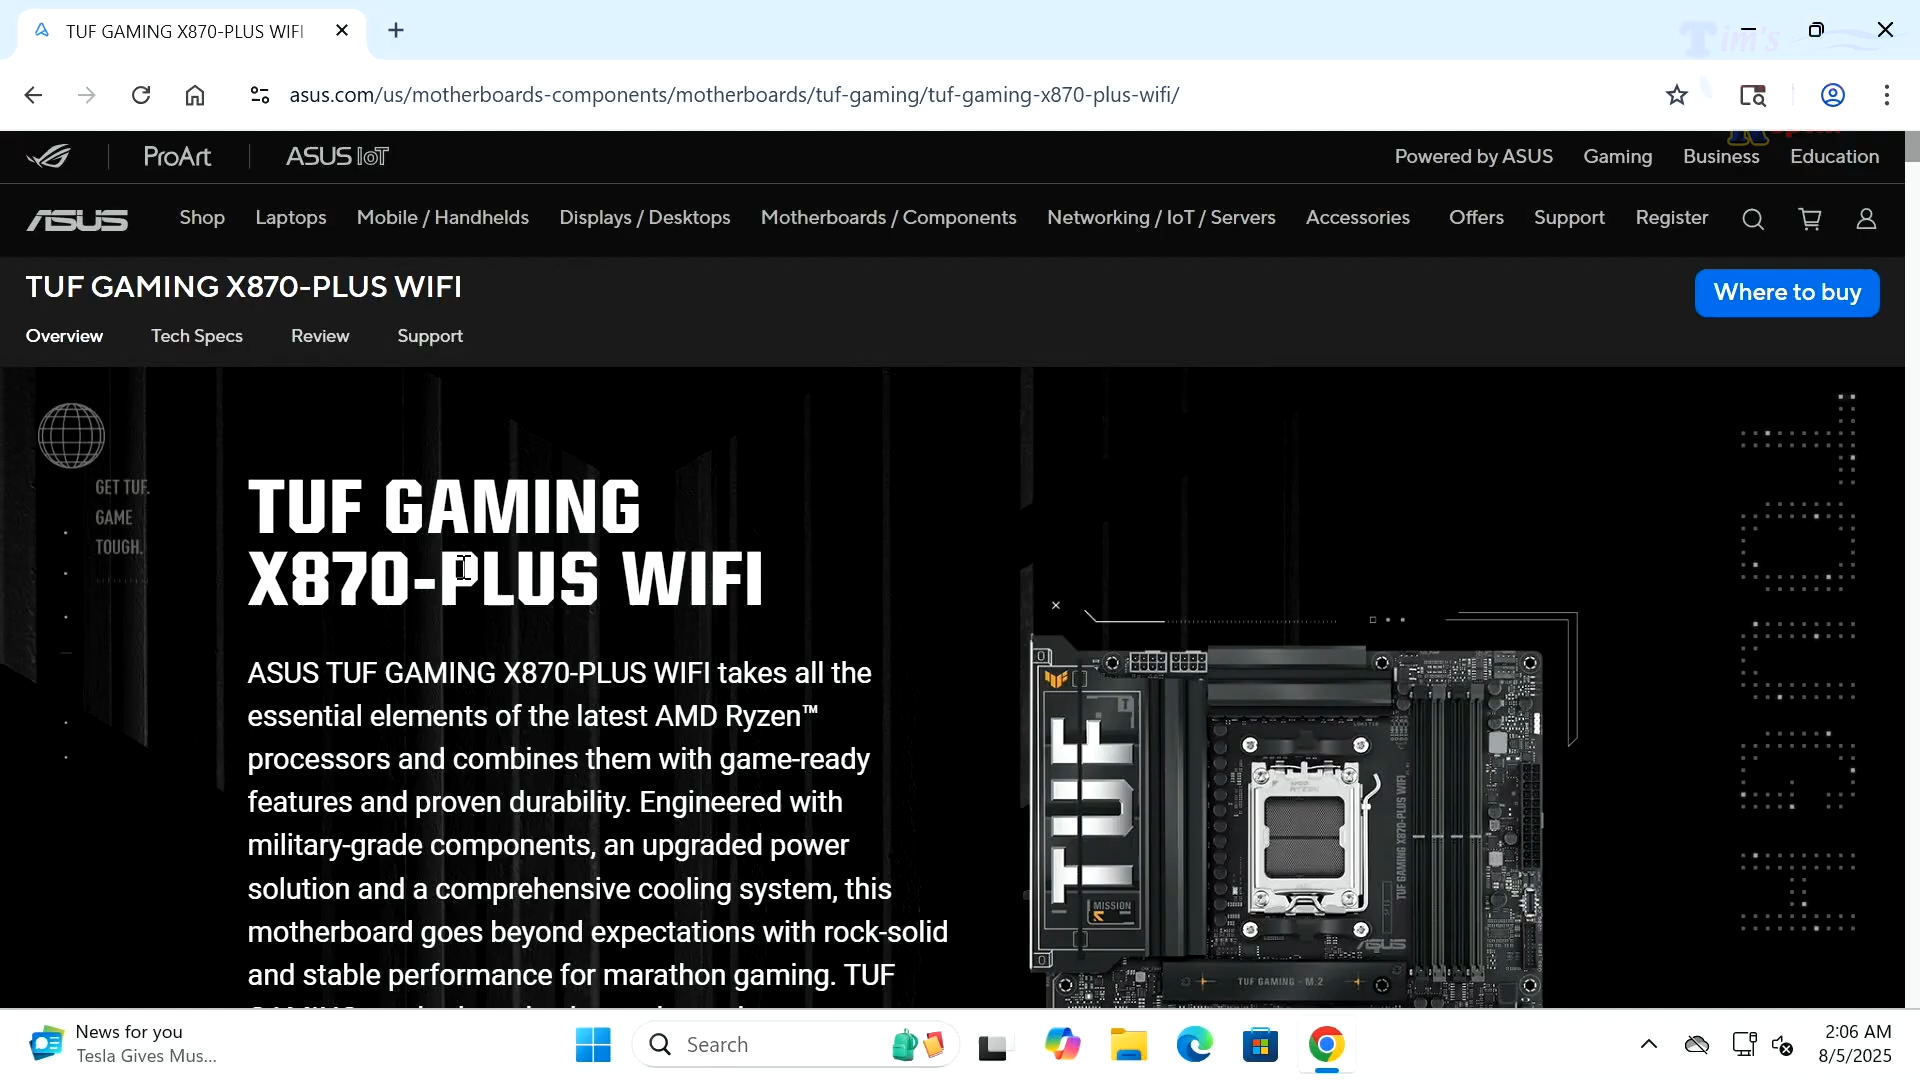 TUF GAMING X870-PLUS WIFI
Tim's
asus.com/us/motherboards-components/motherboards/tuf-gaming/tuf-gaming-x870-plus-wifi/
ProArt
ASUS IoT
Powered by ASUS
Gaming
Business
Education
ASUS
Shop
Laptops
Mobile / Handhelds
Displays / Desktops
Motherboards / Components
Networking / IoT / Servers
Accessories
Offers
Support
Register
TUF GAMING X870-PLUS WIFI
Where to buy
Overview
Tech Specs
Review
Support
GET TUF.
GAME
TOUGH.
TUF GAMING
X870-PLUS WIFI
ASUS TUF GAMING X870-PLUS WIFI takes all the
essential elements of the latest AMD Ryzen™
processors and combines them with game-ready
features and proven durability. Engineered with
military-grade components, an upgraded power
solution and a comprehensive cooling system, this
motherboard goes beyond expectations with rock-solid
and stable performance for marathon gaming. TUF
TUF
MISSION
TUF GAMING X870-PLUS WIFI
ASUS
TUF GAMING - M.2
News for you
Tesla Gives Mus...
Search
2:06 AM
8/5/2025